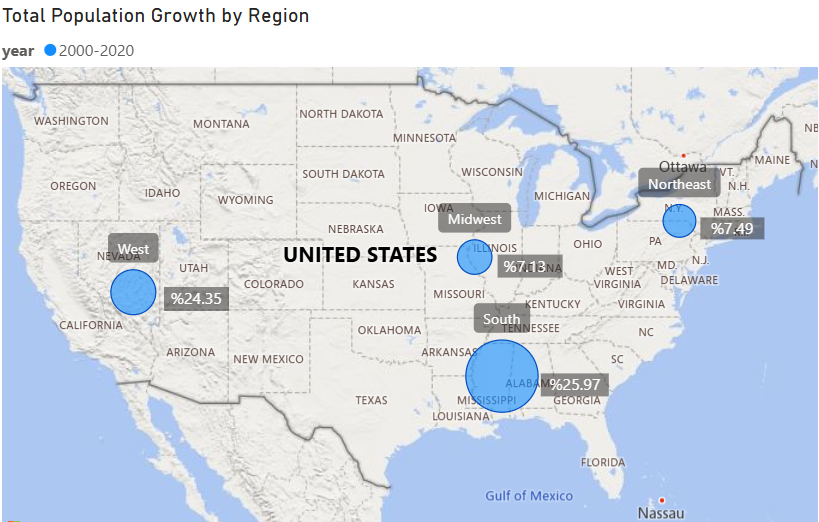 Total Population Growth by Region
year 2000-2020
WASHINGTON
MONTANA
NORTH DAKOTA
MINNESOTA
Ottawa
MAINE
NB
VT.
N.H.
OREGON
IDAHO
WYOMING
SOUTH DAKOTA
WISCONSIN
MICHIGAN
Northeast
N.Y.
MASS.
%7.49
IOWA
Midwest
NEBRASKA
West
NEVADA
UNITED STATES
ILLINOIS
%7.13
OHIO
PA
N.J.
MD.
DELAWARE
UTAH
COLORADO
KANSAS
MISSOURI
WEST
VIRGINIA
VIRGINIA
KENTUCKY
%24.35
CALIFORNIA
South
TENNESSEE
NC
OKLAHOMA
ARKANSAS
SC
ARIZONA
NEW MEXICO
%25.97
MISSISSIPPI
GEORGIA
TEXAS
LOUISIANA
FLORIDA
Gulf of Mexico
Nassau